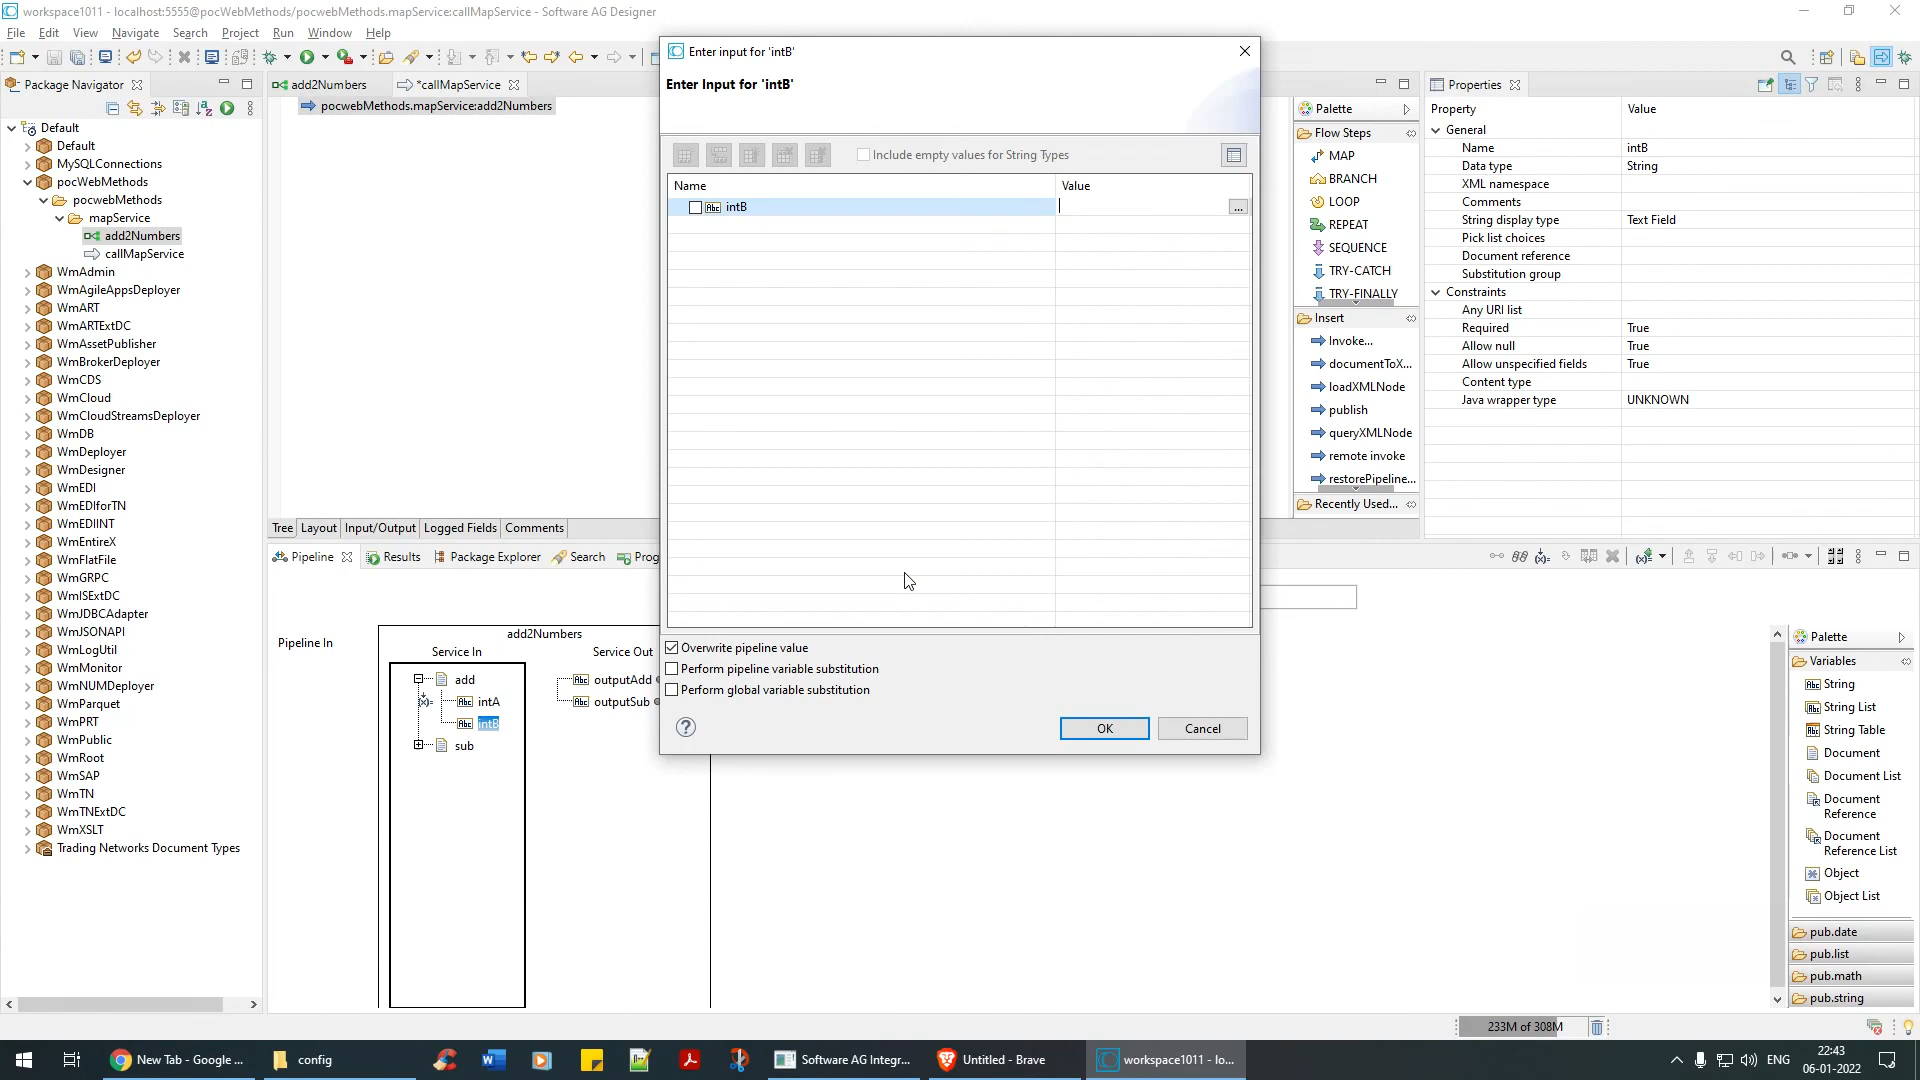 workspace1011 - localhost:5555@pocWebMethods/pocwebMethods.mapService:callMapService - Software AG Designer
File Edit View Navigate Search Project Run Window Help
Package Navigator
Default
Default
MySQLConnections
pocWebMethods
pocwebMethods
mapService
add2Numbers
callMapService
WmAdmin
WmAgileAppsDeployer
WmART
WmARTExtDC
WmAssetPublisher
WmBrokerDeployer
WmCDS
WmCloud
WmCloudStreamsDeployer
WmDB
WmDeployer
WmDesigner
WmEDI
WmEDIforTN
WmEDIINT
WmEntireX
WmFlatFile
WmGRPC
WmISExtDC
WmJDBCAdapter
WmJSONAPI
WmLogUtil
WmMonitor
WmNUMDeployer
WmParquet
WmPRT
WmPublic
WmRoot
WmSAP
WmTN
WmTNExtDC
WmXSLT
Trading Networks Document Types
add2Numbers
*callMapService
pocwebMethods.mapService:add2Numbers
Tree Layout Input/Output Logged Fields Comments
Pipeline Results Package Explorer Search Prog
Pipeline In
add2Numbers
Service In
Service Out
add
intA
intB
sub
Abc outputAdd
Abc outputSub
Enter input for 'intB'
Enter Input for 'intB'
Include empty values for String Types
Name Value
Abc intB
...
Overwrite pipeline value
Perform pipeline variable substitution
Perform global variable substitution
OK Cancel
Palette
Flow Steps
MAP
BRANCH
LOOP
REPEAT
SEQUENCE
TRY-CATCH
TRY-FINALLY
Insert
Invoke...
documentToX...
loadXMLNode
publish
queryXMLNode
remote invoke
restorePipeline...
Recently Used...
Properties
Property Value
General
Name intB
Data type String
XML namespace
Comments
String display type Text Field
Pick list choices
Document reference
Substitution group
Constraints
Any URI list
Required True
Allow null True
Allow unspecified fields True
Content type
Java wrapper type UNKNOWN
Palette
Variables
Abc String
String List
String Table
Document
Document List
Document
Reference
Document
Reference List
Object
Object List
pub.date
pub.list
pub.math
pub.string
233M of 308M
New Tab - Google ...
config
Software AG Integr...
Untitled - Brave
workspace1011 - lo...
ENG
22:43
06-01-2022